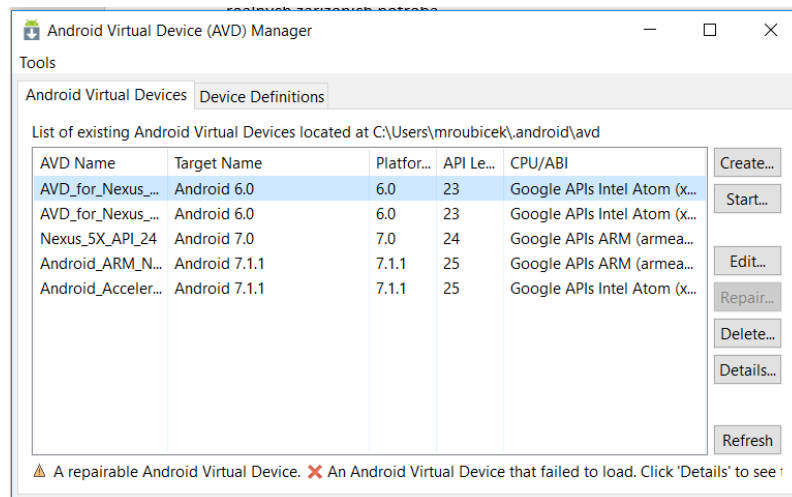 realnych zarizenich potreba
Android Virtual Device (AVD) Manager
Tools
Android Virtual Devices Device Definitions
List of existing Android Virtual Devices located at C:\Users\mroubicek\.android\avd
AVD Name Target Name Platfor... API Le... CPU/ABI
AVD_for_Nexus_... Android 6.0 6.0 23 Google APIs Intel Atom (x...
AVD_for_Nexus_... Android 6.0 6.0 23 Google APIs Intel Atom (x...
Nexus_5X_API_24 Android 7.0 7.0 24 Google APIs ARM (armea...
Android_ARM_N... Android 7.1.1 7.1.1 25 Google APIs ARM (armea...
Android_Acceler... Android 7.1.1 7.1.1 25 Google APIs Intel Atom (x...
Create...
Start...
Edit...
Repair...
Delete...
Details...
Refresh
A repairable Android Virtual Device. An Android Virtual Device that failed to load. Click 'Details' to see